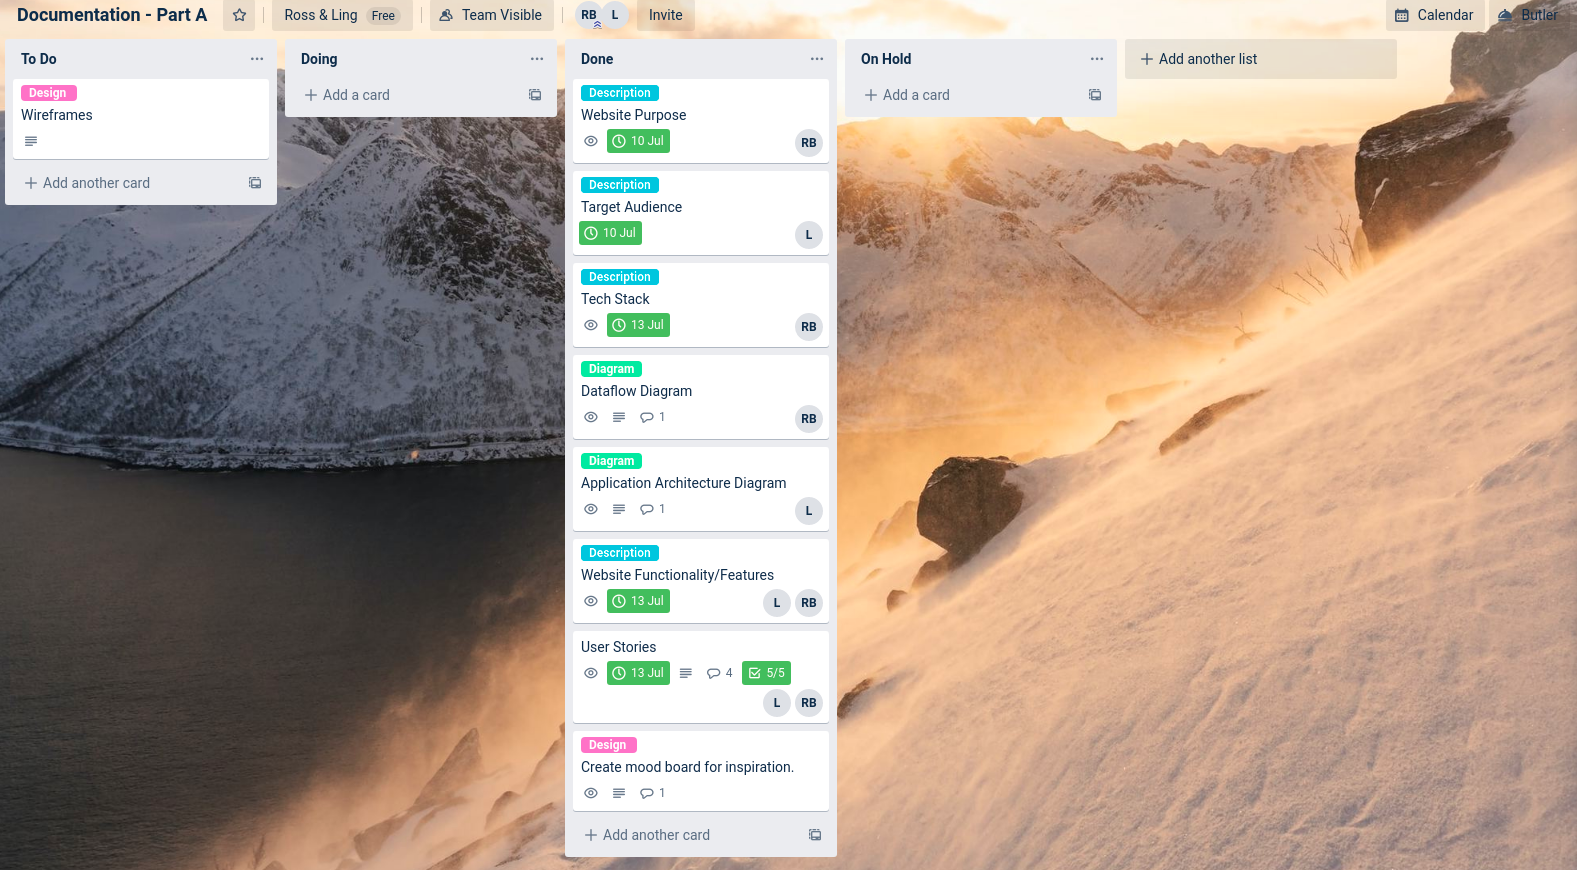 Documentation - Part A
Ross & Ling Free
Team Visible
RB L
Invite
Calendar
Butler
To Do
Design
Wireframes
Add another card
Doing
Add a card
Done
Description
Website Purpose
10 Jul
RB
Description
Target Audience
10 Jul
L
Description
Tech Stack
13 Jul
RB
Diagram
Dataflow Diagram
1
RB
Diagram
Application Architecture Diagram
1
L
Description
Website Functionality/Features
13 Jul
L RB
User Stories
13 Jul 4 5/5
L RB
Design
Create mood board for inspiration.
1
Add another card
On Hold
Add a card
Add another list